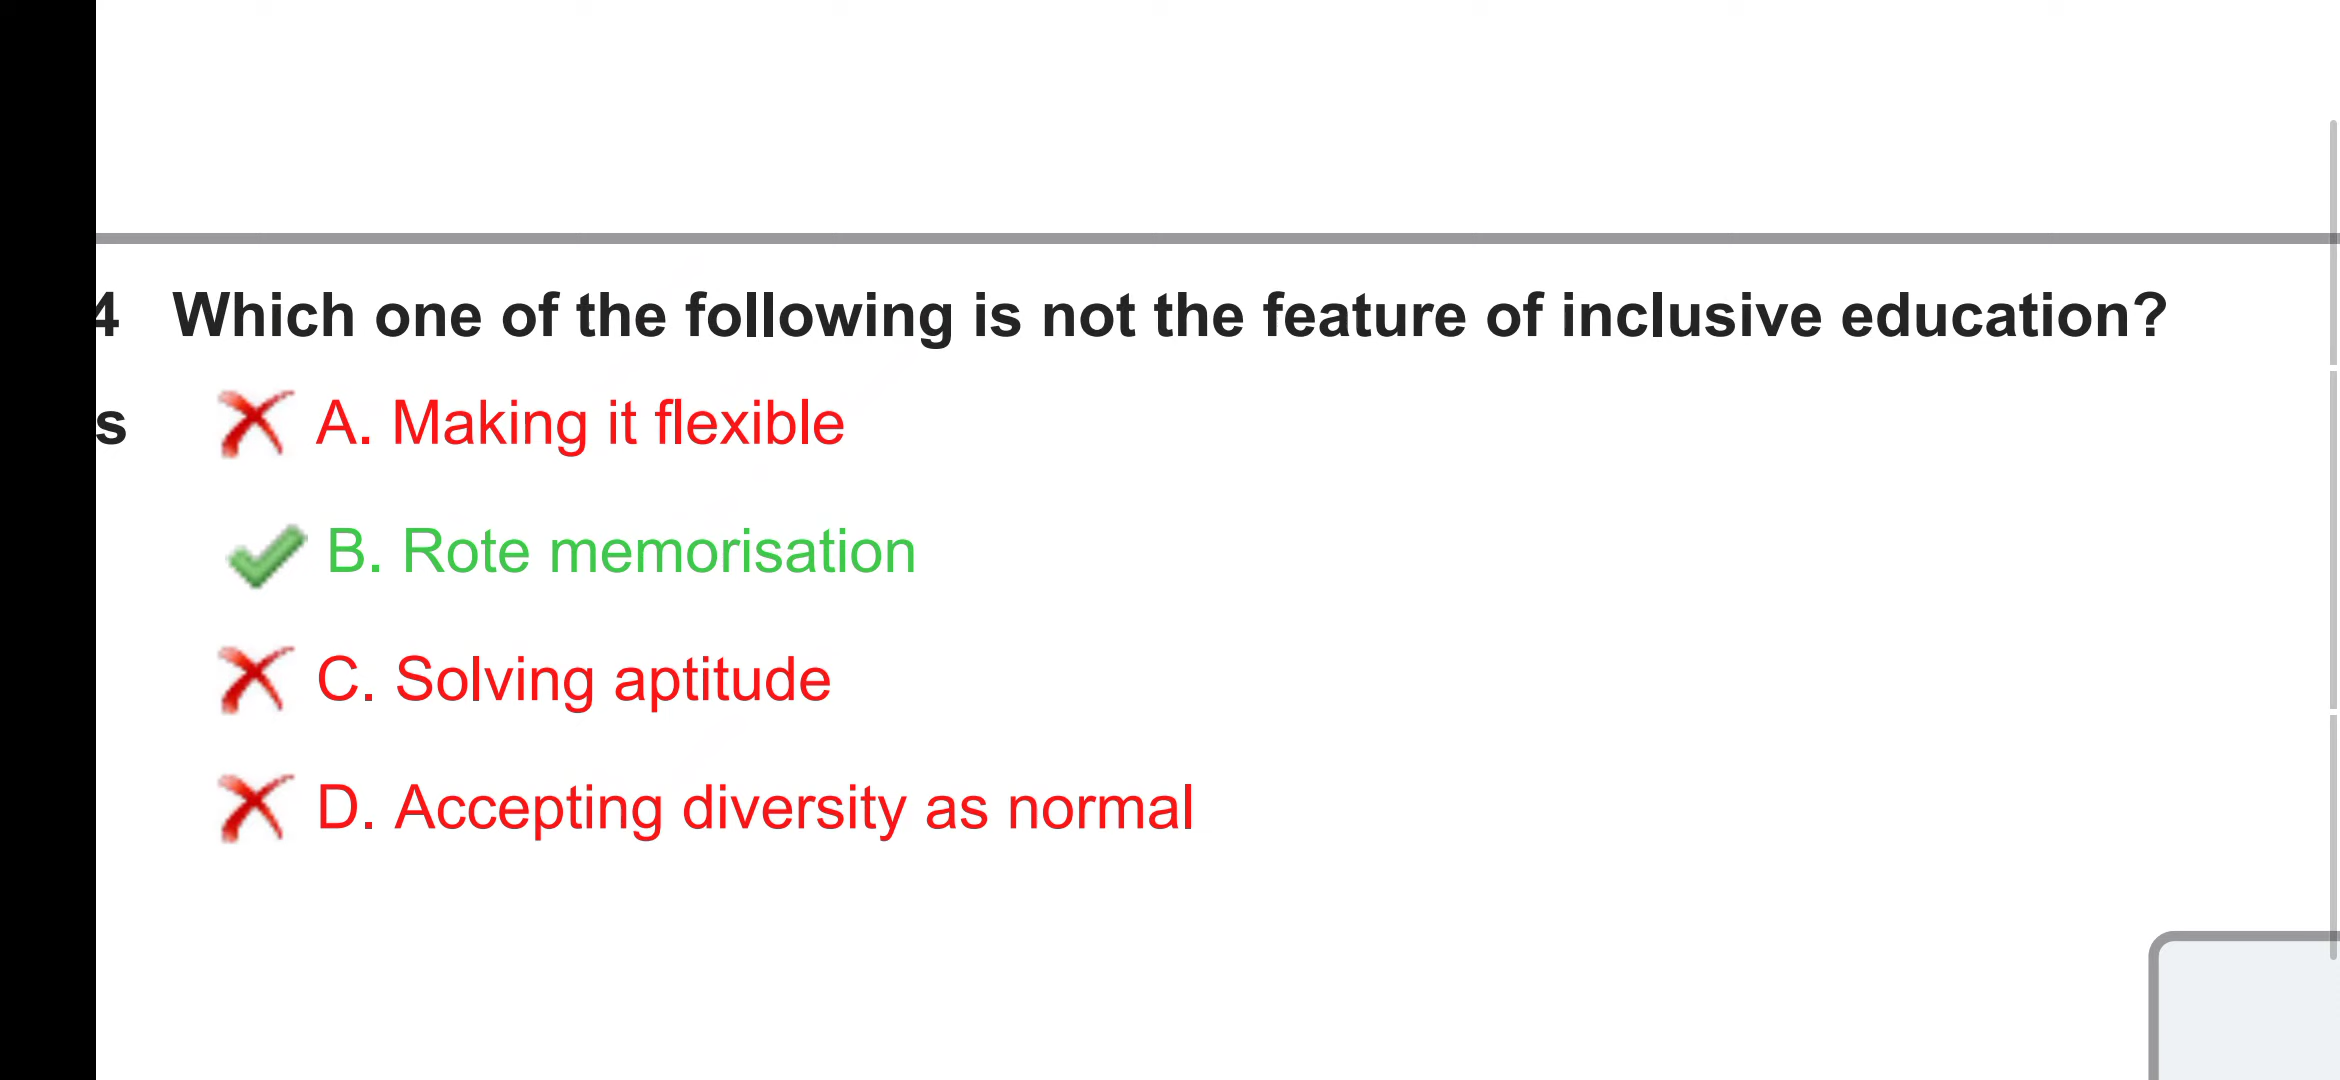 4 Which one of the following is not the feature of inclusive education?
s A. Making it flexible
B. Rote memorisation
C. Solving aptitude
D. Accepting diversity as normal